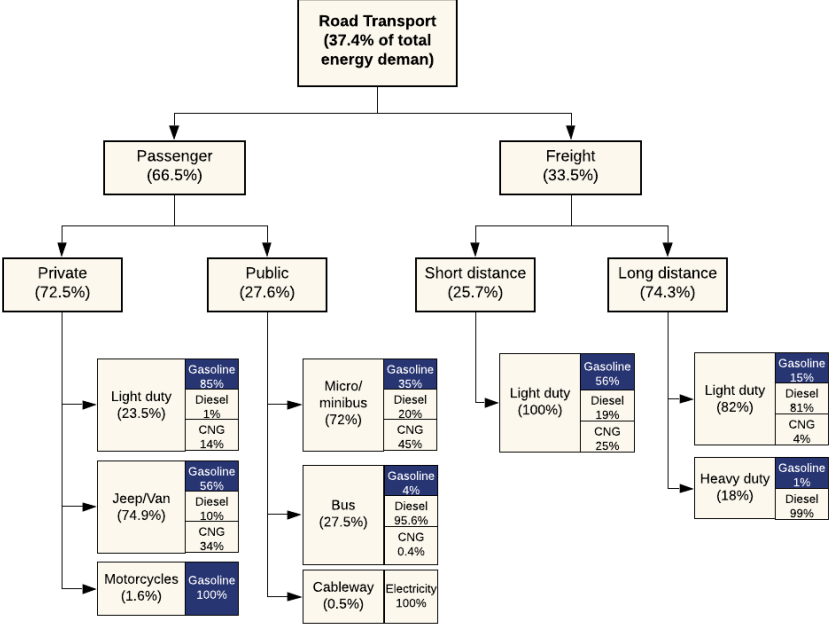 Road Transport
(37.4% of total
energy deman)
Passenger
(66.5%)
Freight
(33.5%)
Private
(72.5%)
Public
(27.6%)
Short distance
(25.7%)
Long distance
(74.3%)
Light duty
(23.5%)
Gasoline
85%
Diesel
1%
CNG
14%
Jeep/Van
(74.9%)
Gasoline
56%
Diesel
10%
CNG
34%
Motorcycles
(1.6%)
Gasoline
100%
Micro/
minibus
(72%)
Gasoline
35%
Diesel
20%
CNG
45%
Bus
(27.5%)
Gasoline
4%
Diesel
95.6%
CNG
0.4%
Cableway
(0.5%)
Electricity
100%
Light duty
(100%)
Gasoline
56%
Diesel
19%
CNG
25%
Light duty
(82%)
Gasoline
15%
Diesel
81%
CNG
4%
Heavy duty
(18%)
Gasoline
1%
Diesel
99%